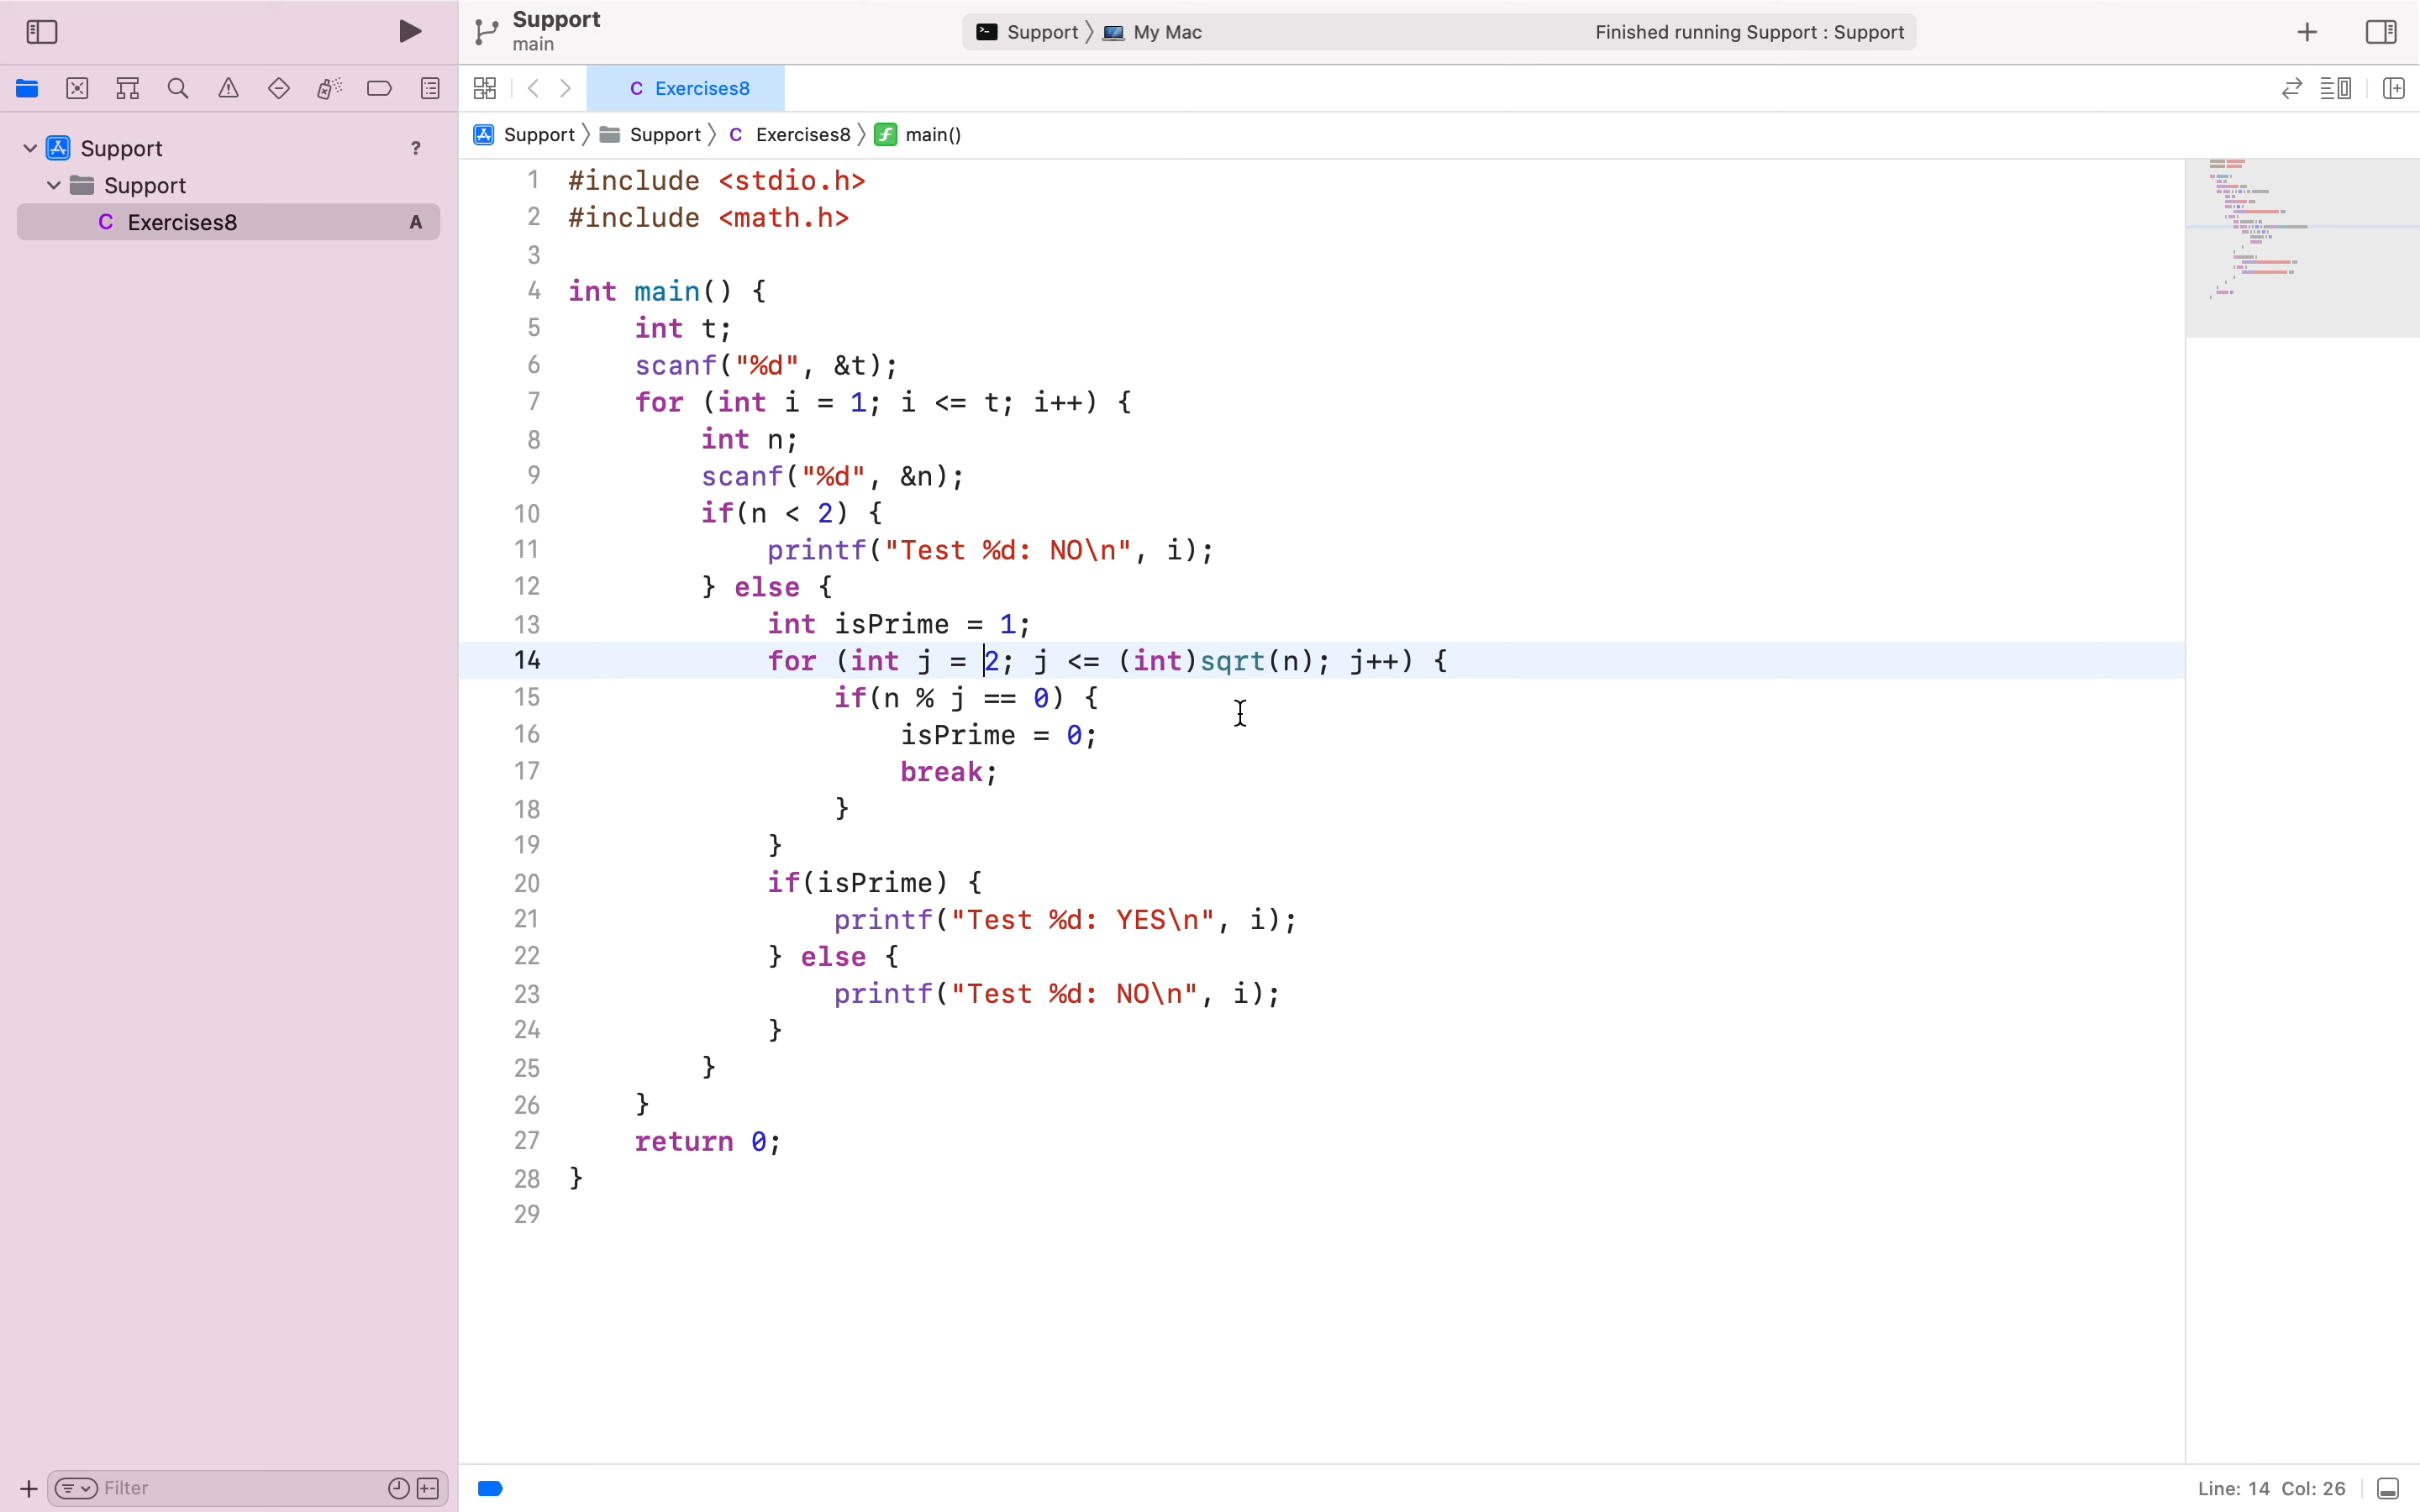 Support
main
Support
My Mac
Finished running Support : Support
C Exercises8
Support
Support
C Exercises8
main()
Support ?
Support
C Exercises8 A
1 #include <stdio.h>
2 #include <math.h>
3
4 int main() {
5 int t;
6 scanf("%d", &t);
7 for (int i = 1; i <= t; i++) {
8 int n;
9 scanf("%d", &n);
10 if(n < 2) {
11 printf("Test %d: NO\n", i);
12 } else {
13 int isPrime = 1;
14 for (int j = 2; j <= (int)sqrt(n); j++) {
15 if(n % j == 0) {
16 isPrime = 0;
17 break;
18 }
19 }
20 if(isPrime) {
21 printf("Test %d: YES\n", i);
22 } else {
23 printf("Test %d: NO\n", i);
24 }
25 }
26 }
27 return 0;
28 }
29
Filter
Line: 14 Col: 26